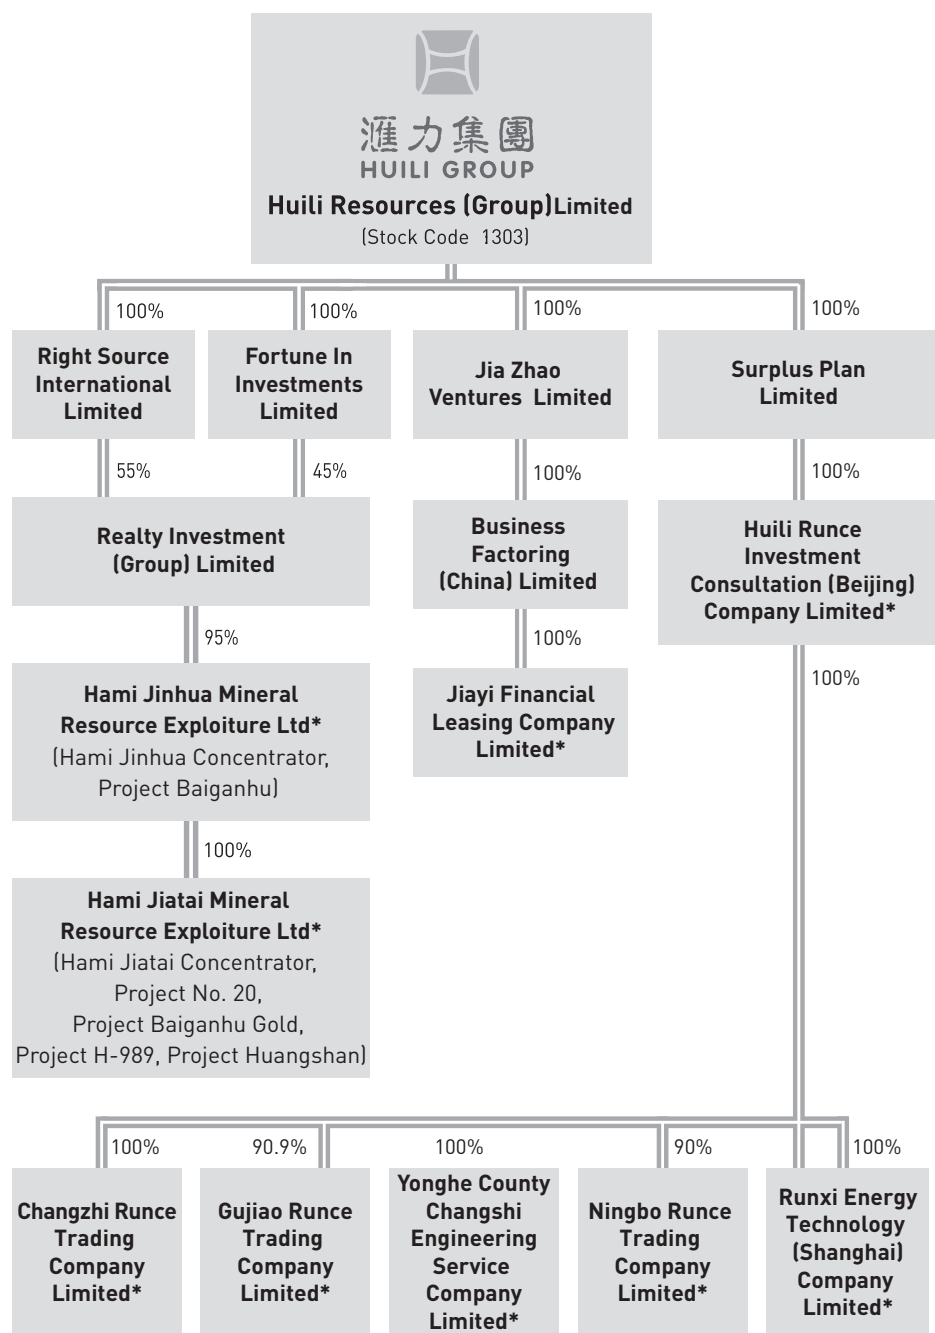 滙力集團
HUILI GROUP
Huili Resources (Group)Limited
(Stock Code 1303)
100%
100%
100%
100%
Right Source
International
Limited
Fortune In
Investments
Limited
Jia Zhao
Ventures Limited
Surplus Plan
Limited
55%
45%
100%
100%
Realty Investment
(Group) Limited
Business
Factoring
(China) Limited
Huili Runce
Investment
Consultation (Beijing)
Company Limited*
95%
100%
100%
Hami Jinhua Mineral
Resource Exploiture Ltd*
(Hami Jinhua Concentrator,
Project Baiganhu)
Jiayi Financial
Leasing Company
Limited*
100%
Hami Jiatai Mineral
Resource Exploiture Ltd*
(Hami Jiatai Concentrator,
Project No. 20,
Project Baiganhu Gold,
Project H-989, Project Huangshan)
100%
90.9%
100%
90%
100%
Changzhi Runce
Trading
Company
Limited*
Gujiao Runce
Trading
Company
Limited*
Yonghe County
Changshi
Engineering
Service
Company
Limited*
Ningbo Runce
Trading
Company
Limited*
Runxi Energy
Technology
(Shanghai)
Company
Limited*